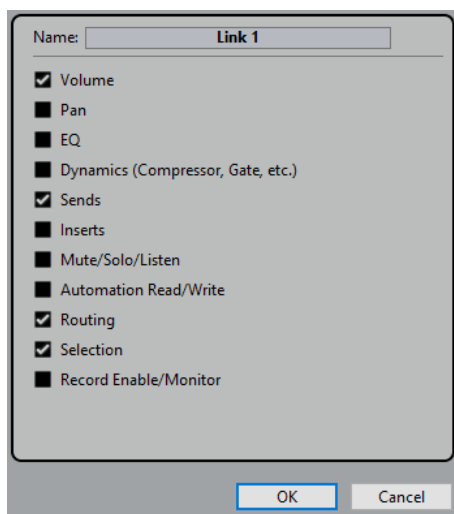 Name: Link 1
Volume
Pan
EQ
Dynamics (Compressor, Gate, etc.)
Sends
Inserts
Mute/Solo/Listen
Automation Read/Write
Routing
Selection
Record Enable/Monitor
OK Cancel